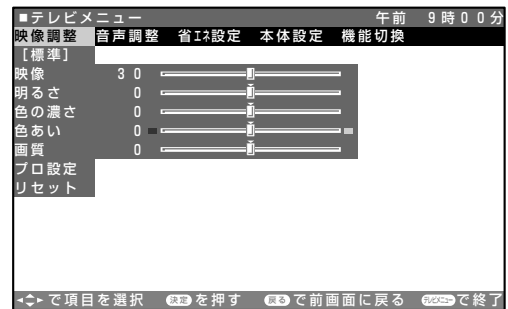 ■テレビメニュー 午前 9時00分
映像調整 音声調整 省エネ設定 本体設定 機能切換
[標準]
映像 30
明るさ 0
色の濃さ 0
色あい 0
画質 0
プロ設定
リセット
で項目を選択 決定を押す 戻るで前画面に戻る テレビメニューで終了